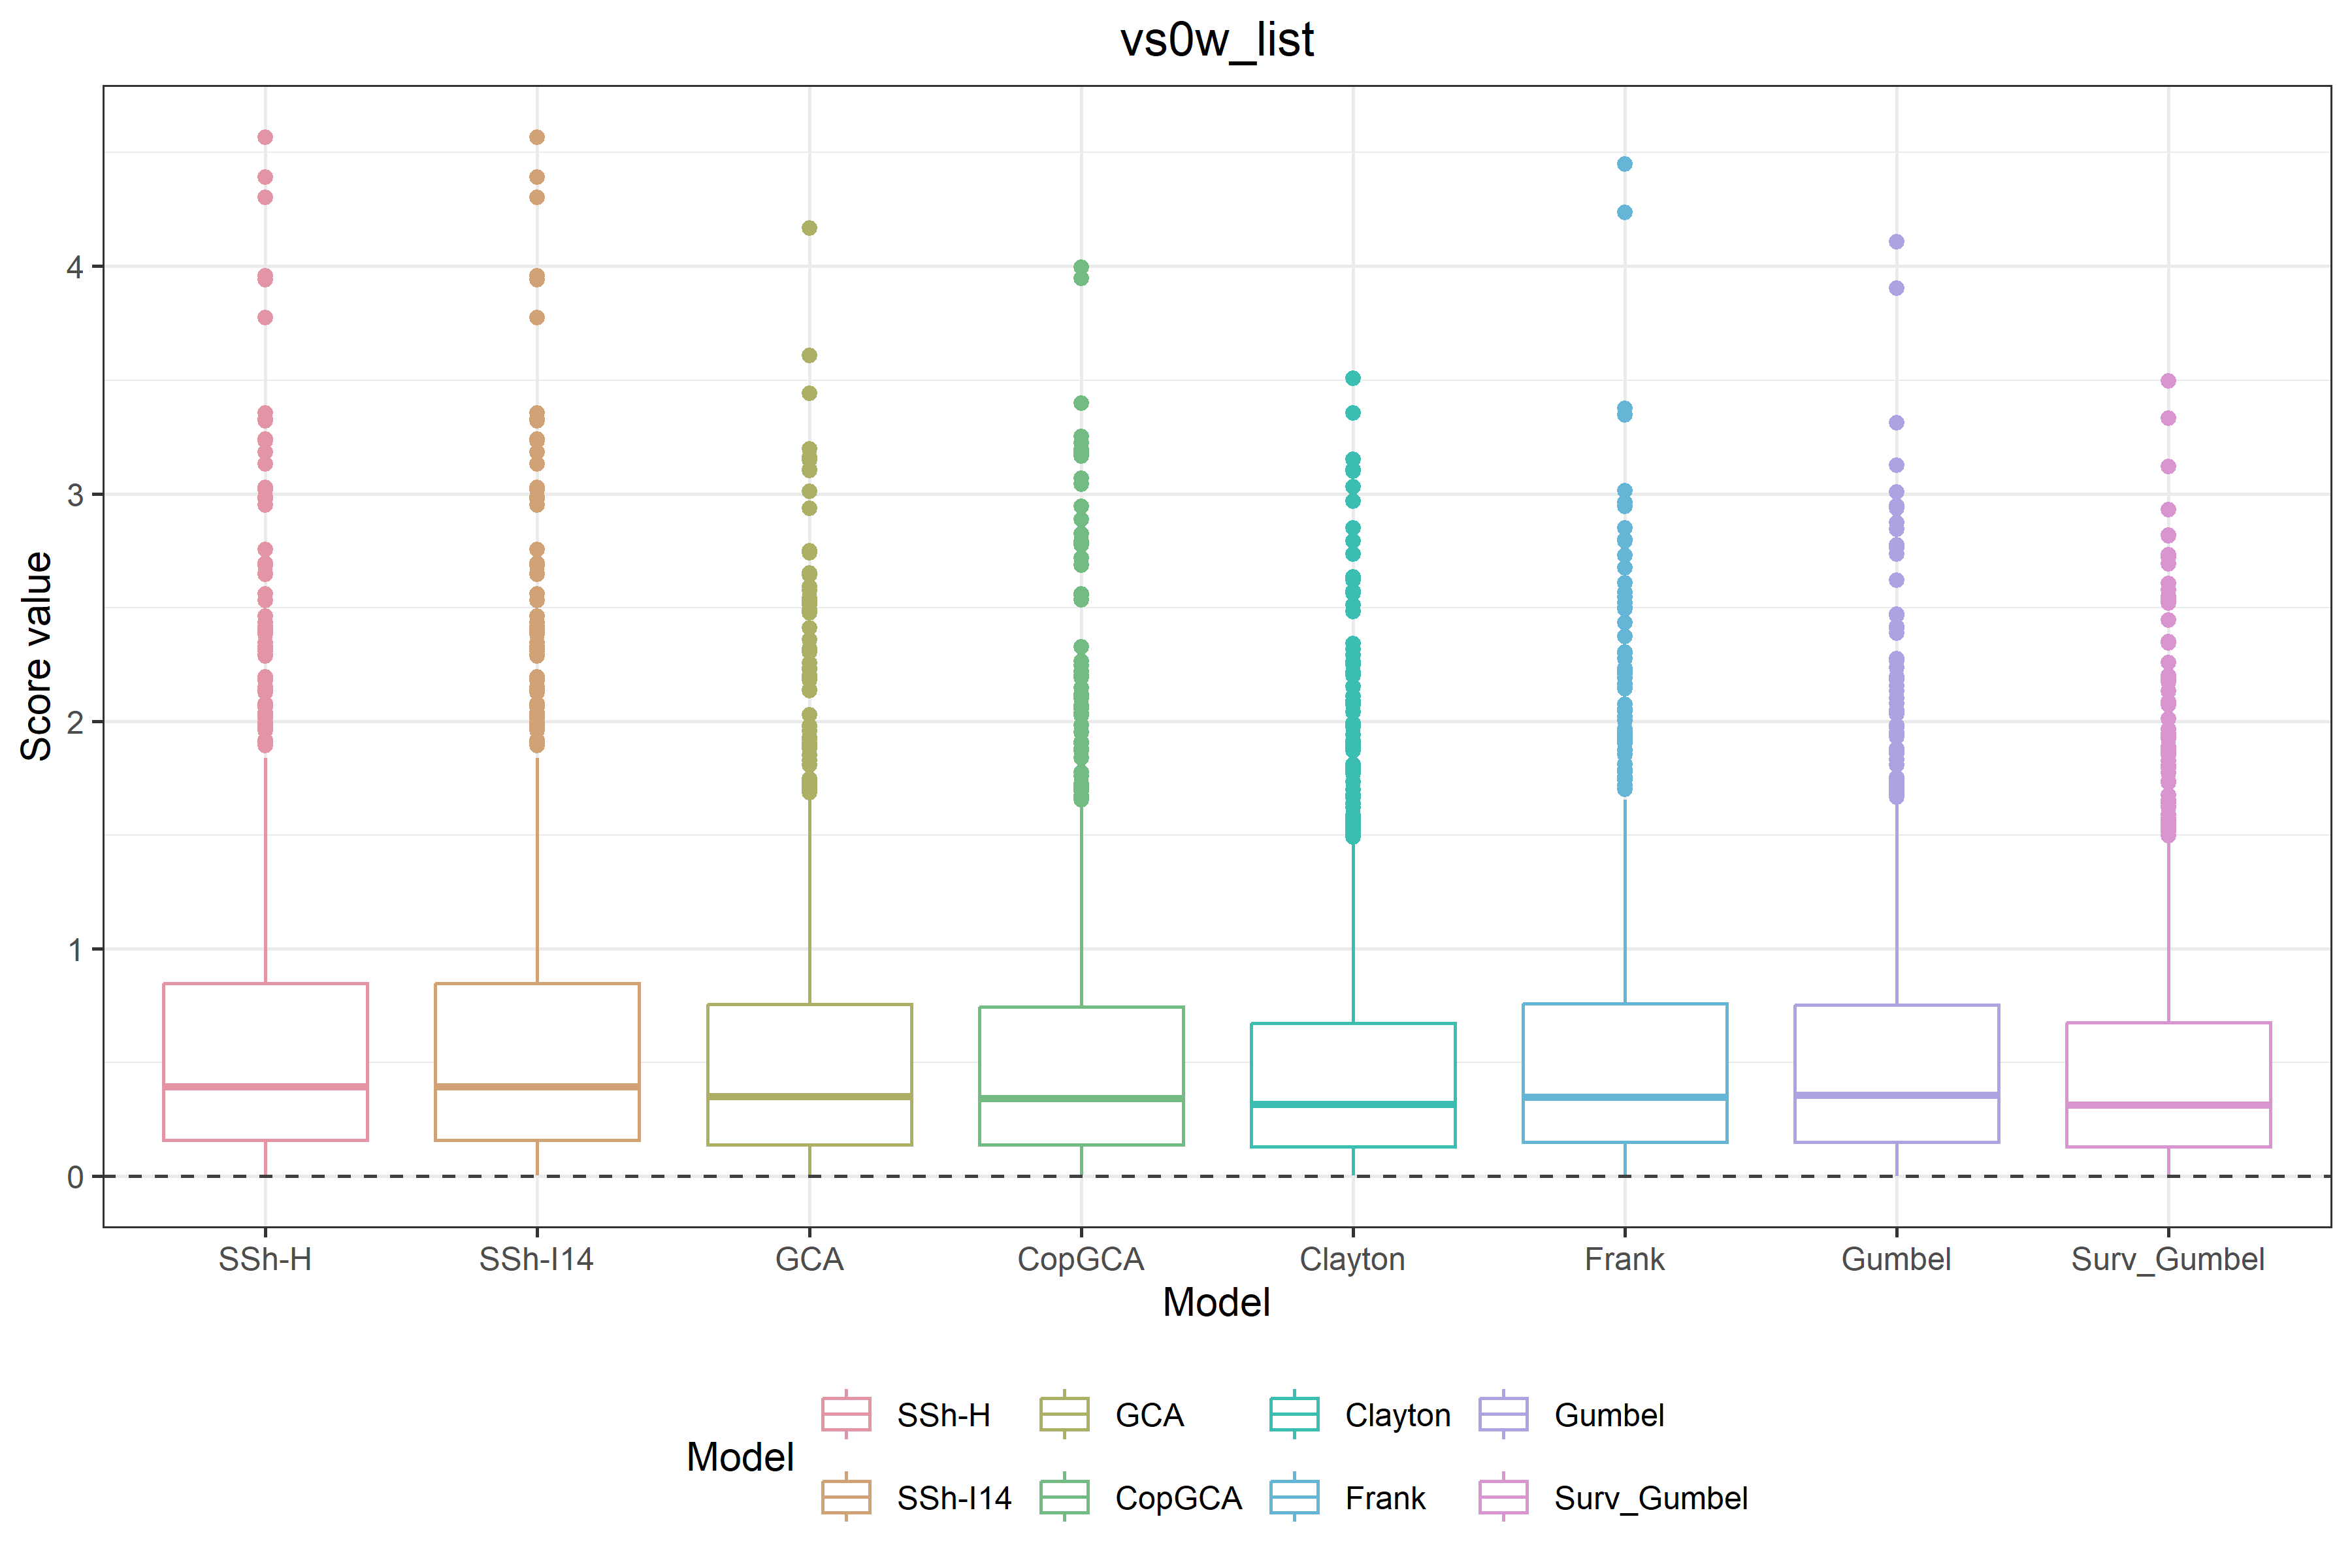 vs0w_list
Score value
4
3
2
1
0
SSh-H SSh-I14 GCA CopGCA Clayton Frank Gumbel Surv_Gumbel
Model
Model
SSh-H GCA Clayton Gumbel
SSh-I14 CopGCA Frank Surv_Gumbel